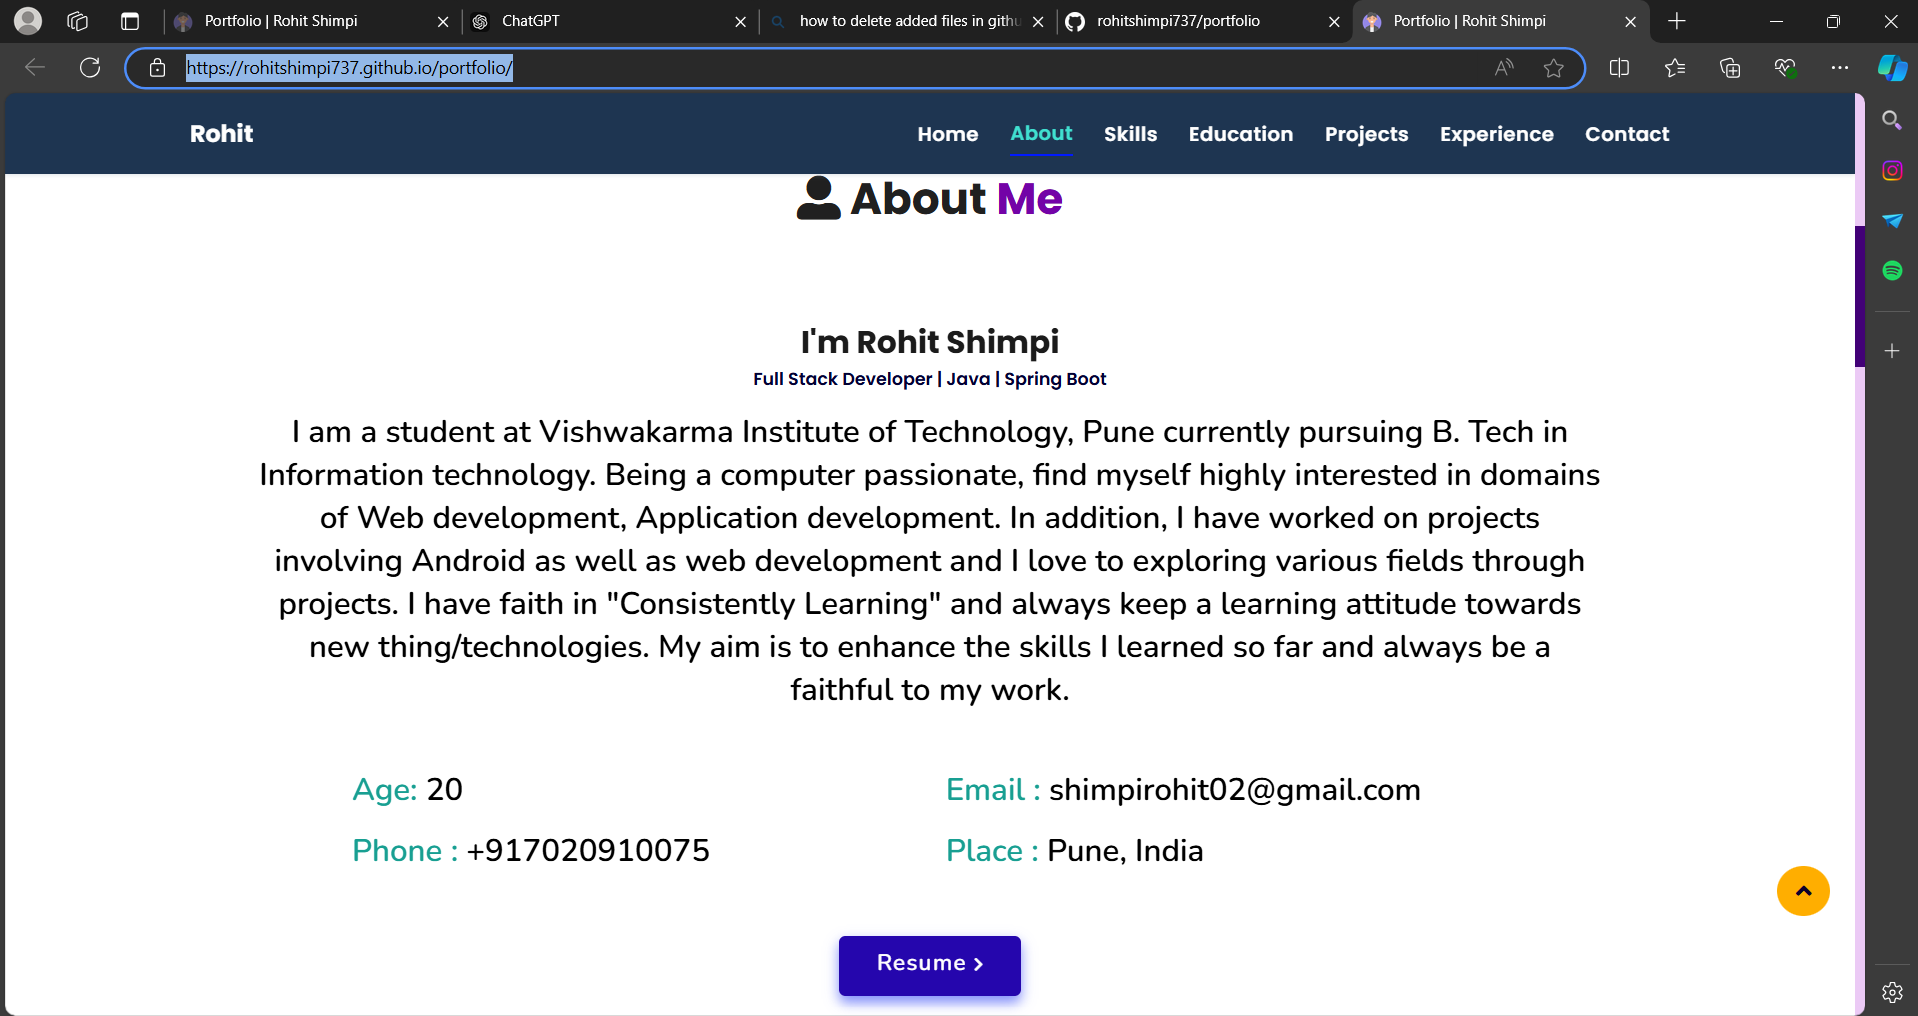 Portfolio | Rohit Shimpi
ChatGPT
how to delete added files in githu
rohitshimpi737/portfolio
Portfolio | Rohit Shimpi
https://rohitshimpi737.github.io/portfolio/
Rohit
Home About Skills Education Projects Experience Contact
About Me
I'm Rohit Shimpi
Full Stack Developer | Java | Spring Boot
I am a student at Vishwakarma Institute of Technology, Pune currently pursuing B. Tech in
Information technology. Being a computer passionate, find myself highly interested in domains
of Web development, Application development. In addition, I have worked on projects
involving Android as well as web development and I love to exploring various fields through
projects. I have faith in "Consistently Learning" and always keep a learning attitude towards
new thing/technologies. My aim is to enhance the skills I learned so far and always be a
faithful to my work.
Age: 20
Email : shimpirohit02@gmail.com
Phone : +917020910075
Place : Pune, India
Resume